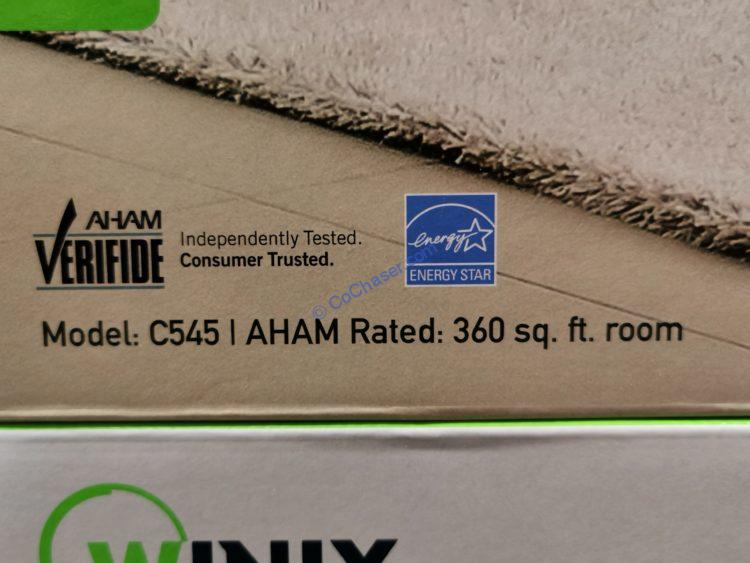 AHAM
VERIFIDE
Independently Tested.
Consumer Trusted.
energy
ENERGY STAR
© CoChaser.com
Model: C545 | AHAM Rated: 360 sq. ft. room
WINIX